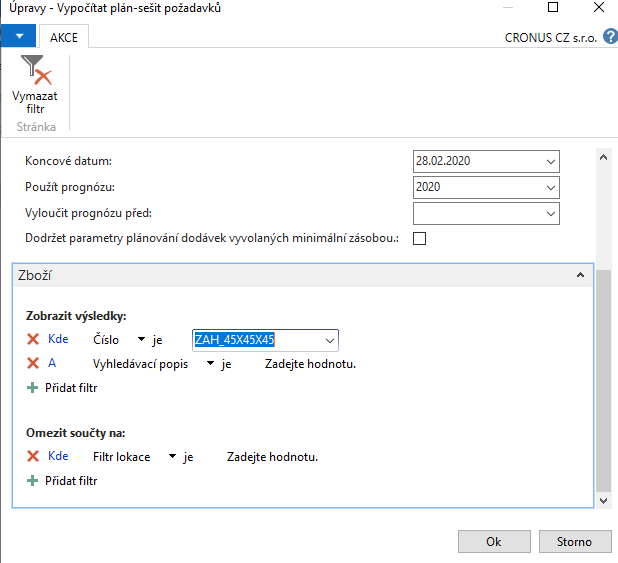 Úpravy - Vypočítat plán-sešit požadavků
AKCE
CRONUS CZ s.r.o.
Vymazat
filtr
Stránka
Koncové datum: 28.02.2020
Použít prognózu: 2020
Vyloučit prognózu před:
Dodržet parametry plánování dodávek vyvolaných minimální zásobou.:
Zboží
Zobrazit výsledky:
Kde Číslo je ZAH_45X45X45
A Vyhledávací popis je Zadejte hodnotu.
Přidat filtr
Omezit součty na:
Kde Filtr lokace je Zadejte hodnotu.
Přidat filtr
Ok Storno